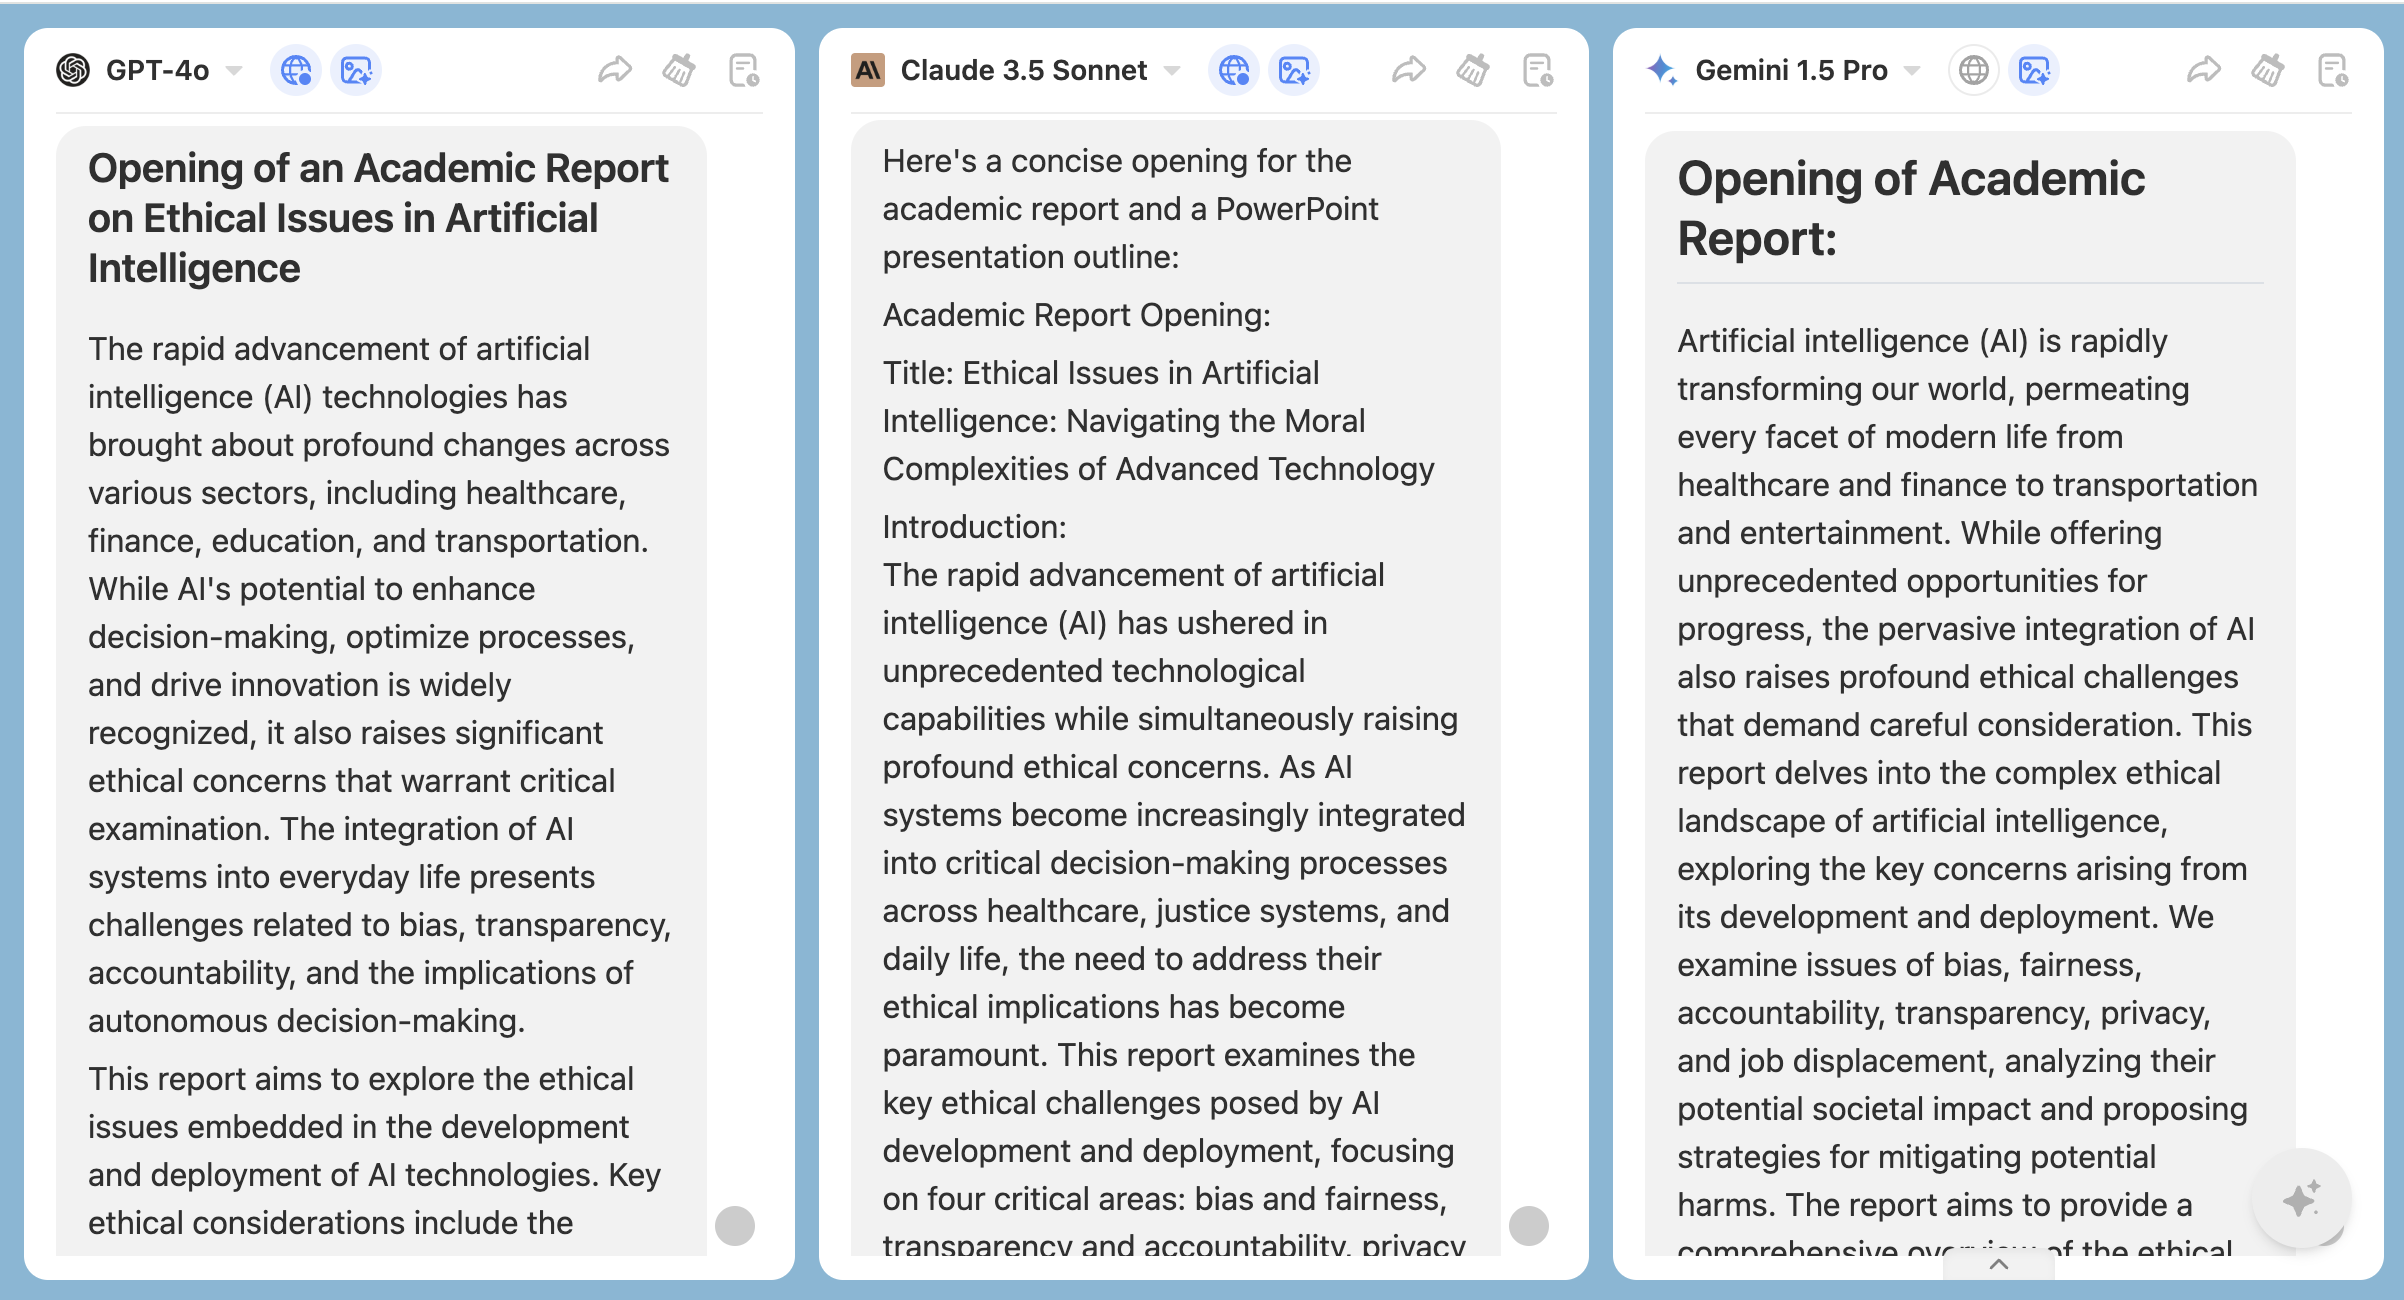 GPT-4o
Opening of an Academic Report
on Ethical Issues in Artificial
Intelligence
The rapid advancement of artificial
intelligence (AI) technologies has
brought about profound changes across
various sectors, including healthcare,
finance, education, and transportation.
While AI's potential to enhance
decision-making, optimize processes,
and drive innovation is widely
recognized, it also raises significant
ethical concerns that warrant critical
examination. The integration of AI
systems into everyday life presents
challenges related to bias, transparency,
accountability, and the implications of
autonomous decision-making.
This report aims to explore the ethical
issues embedded in the development
and deployment of AI technologies. Key
ethical considerations include the
Claude 3.5 Sonnet
Here's a concise opening for the
academic report and a PowerPoint
presentation outline:
Academic Report Opening:
Title: Ethical Issues in Artificial
Intelligence: Navigating the Moral
Complexities of Advanced Technology
Introduction:
The rapid advancement of artificial
intelligence (AI) has ushered in
unprecedented technological
capabilities while simultaneously raising
profound ethical concerns. As AI
systems become increasingly integrated
into critical decision-making processes
across healthcare, justice systems, and
daily life, the need to address their
ethical implications has become
paramount. This report examines the
key ethical challenges posed by AI
development and deployment, focusing
on four critical areas: bias and fairness,
transparency and accountability, privacy
Gemini 1.5 Pro
Opening of Academic
Report:
Artificial intelligence (AI) is rapidly
transforming our world, permeating
every facet of modern life from
healthcare and finance to transportation
and entertainment. While offering
unprecedented opportunities for
progress, the pervasive integration of AI
also raises profound ethical challenges
that demand careful consideration. This
report delves into the complex ethical
landscape of artificial intelligence,
exploring the key concerns arising from
its development and deployment. We
examine issues of bias, fairness,
accountability, transparency, privacy,
and job displacement, analyzing their
potential societal impact and proposing
strategies for mitigating potential
harms. The report aims to provide a
comprehensive overview of the ethical